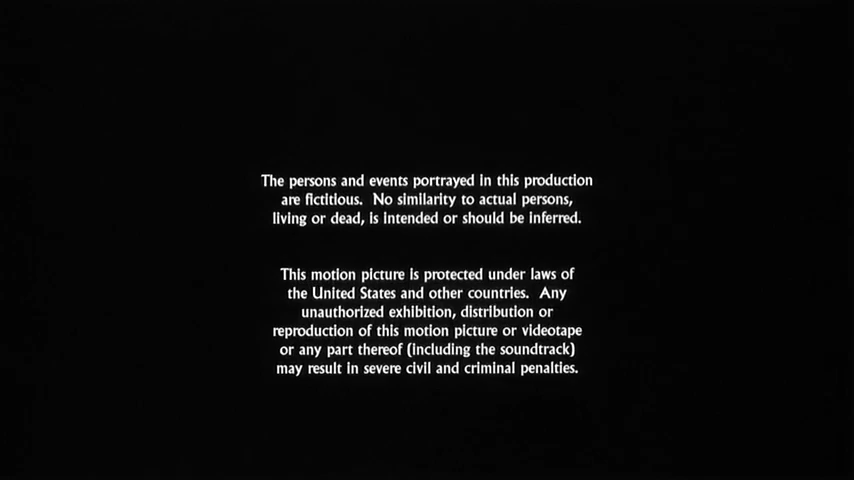 The persons and events portrayed in this production
are fictitious. No similarity to actual persons,
living or dead, is intended or should be inferred.
This motion picture is protected under laws of
the United States and other countries. Any
unauthorized exhibition, distribution or
reproduction of this motion picture or videotape
or any part thereof (including the soundtrack)
may result in severe civil and criminal penalties.